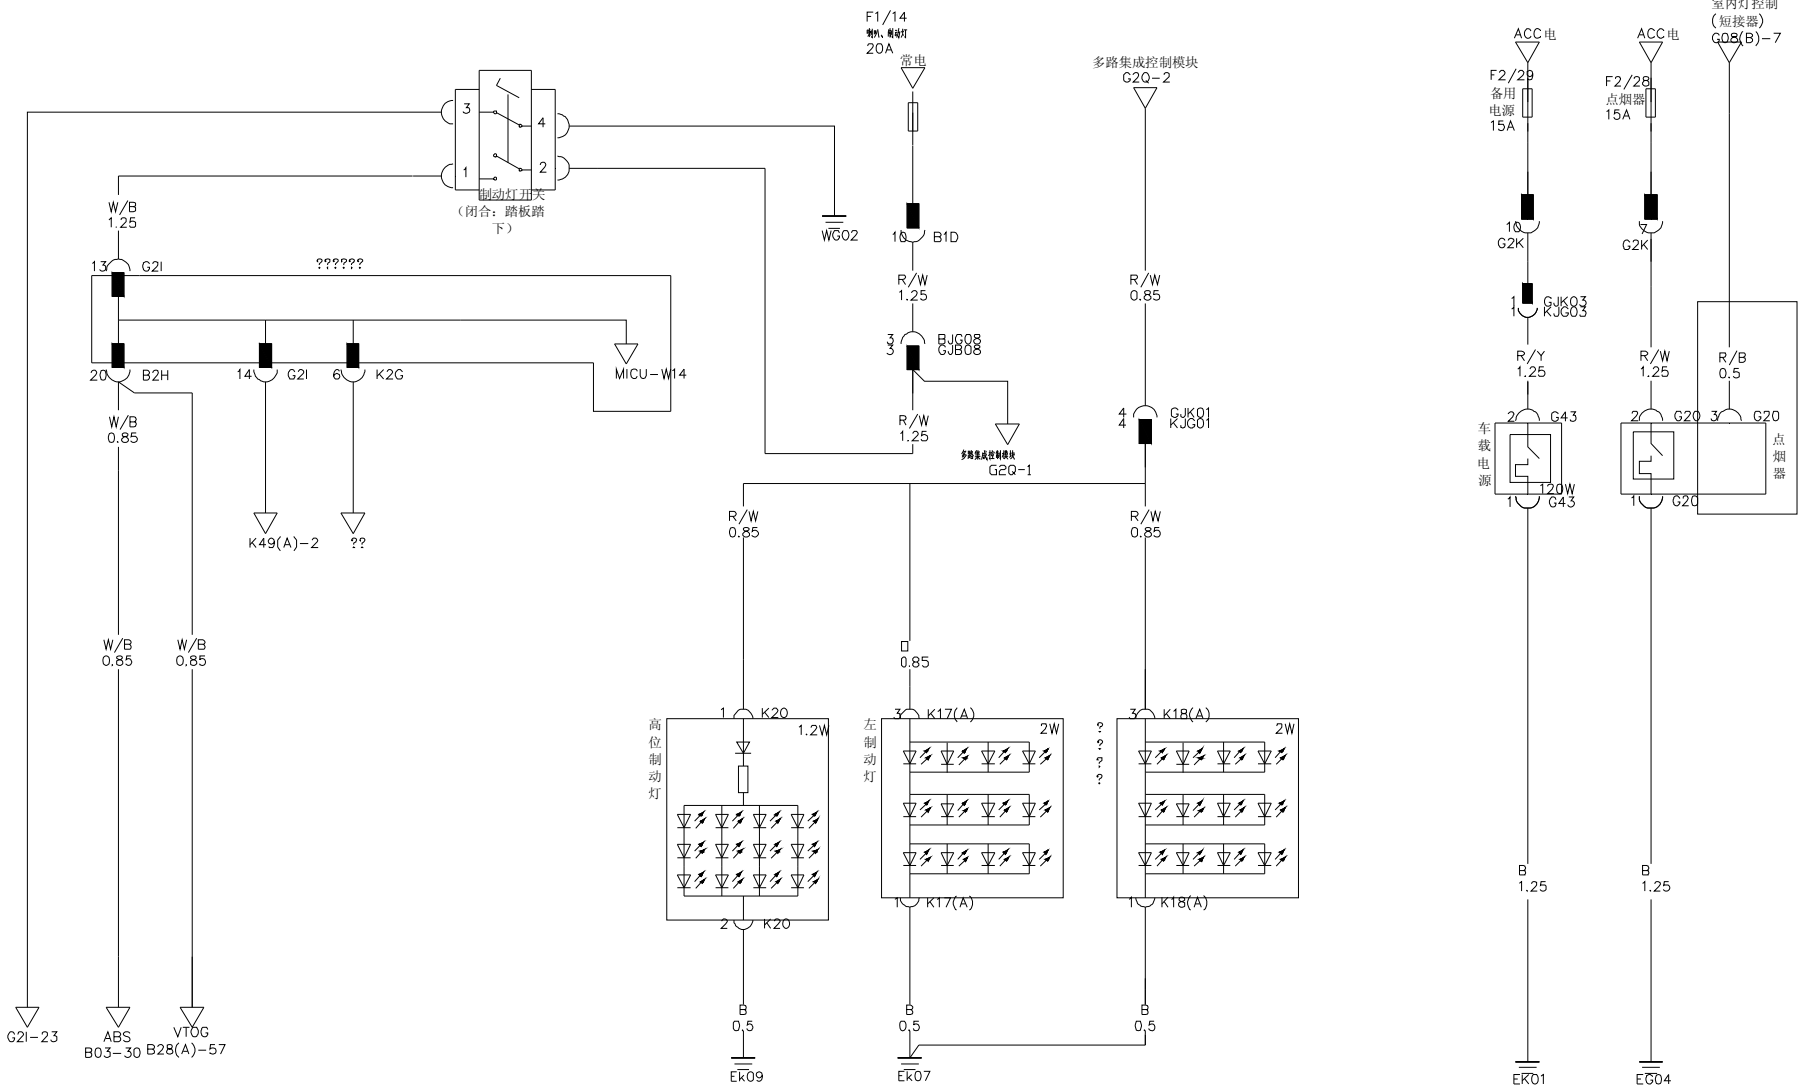 F1/14
喇叭、制动灯
20A
常电
多路集成控制模块
G2Q-2
ACC电
F2/29
备用
电源
15A
ACC电
F2/28
点烟器
15A
室内灯控制
(短接器)
G08(B)-7
3
4
1
2
制动灯开关
（闭合：踏板踏
下）
W/B
1.25
WG02
10
B1D
10
G2K
7
G2K
13
G2I
??????
R/W
1.25
R/W
0.85
1
GJK03
1
KJG03
3
BJG08
3
GJB08
20
B2H
14
G2I
6
K2G
MICU-W14
R/Y
1.25
R/W
1.25
R/B
0.5
W/B
0.85
R/W
1.25
4
GJK01
4
KJG01
多路集成控制模块
G2Q-1
2
G43
2
G20
3
G20
车
载
电
源
点
烟
器
120W
1
G43
1
G20
R/W
0.85
R/W
0.85
K49(A)-2
??
W/B
0.85
W/B
0.85
0.85
1
K20
3
K17(A)
3
K18(A)
高
位
制
动
灯
1.2W
左
制
动
灯
2W
?
?
?
?
2W
B
1.25
B
1.25
2
K20
1
K17(A)
1
K18(A)
B
0.5
B
0.5
B
0.5
G2I-23
ABS
B03-30
VTOG
B28(A)-57
Ek09
Ek07
EK01
EG04